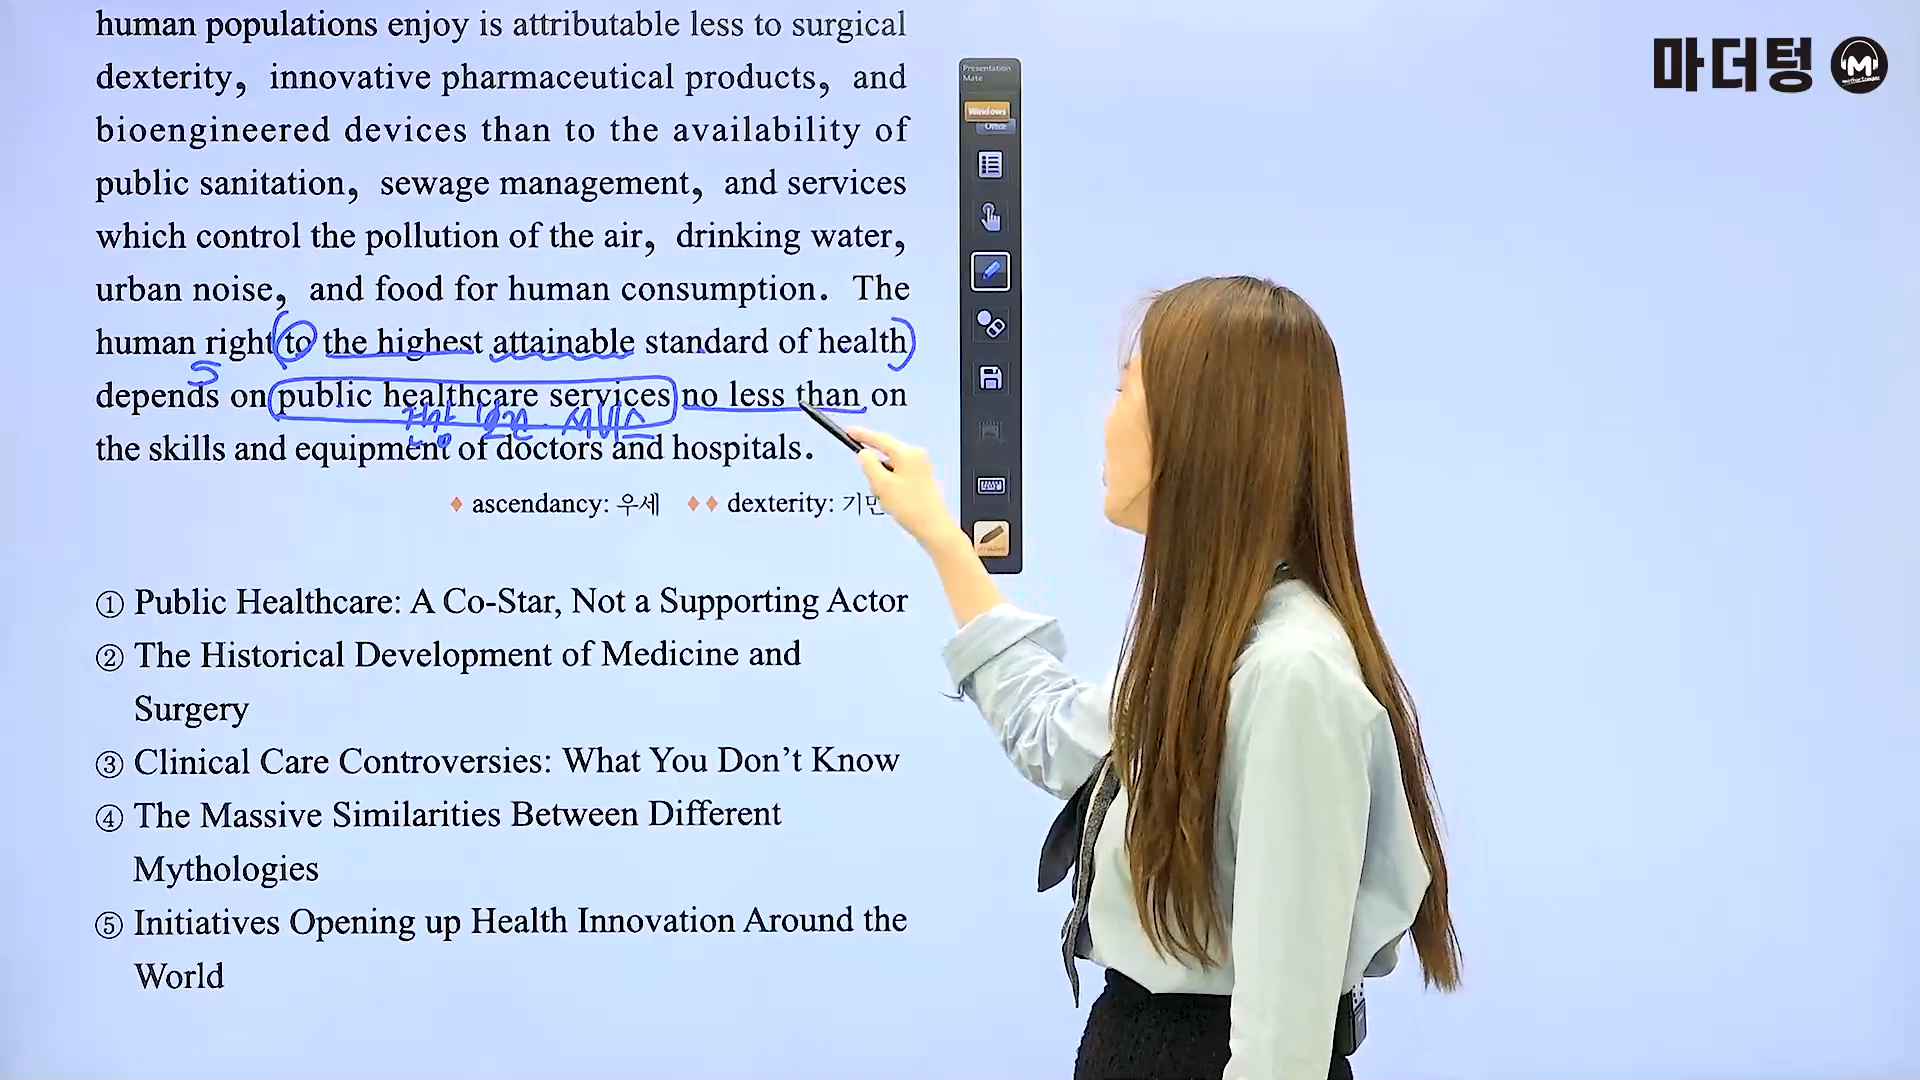 human populations enjoy is attributable less to surgical
dexterity, innovative pharmaceutical products, and
bioengineered devices than to the availability of
public sanitation, sewage management, and services
which control the pollution of the air, drinking water,
urban noise, and food for human consumption. The
human right to the highest attainable standard of health
depends on public healthcare services no less than on
서비스
the skills and equipment of doctors and hospitals.
♦ ascendancy: 우세 ♦♦ dexterity:
① Public Healthcare: A Co-Star, Not a Supporting Actor
② The Historical Development of Medicine and
Surgery
③ Clinical Care Controversies: What You Don't Know
④ The Massive Similarities Between Different
Mythologies
⑤ Initiatives Opening up Health Innovation Around the
World
Presentation
Mate
Windows
Office
마더텅
M